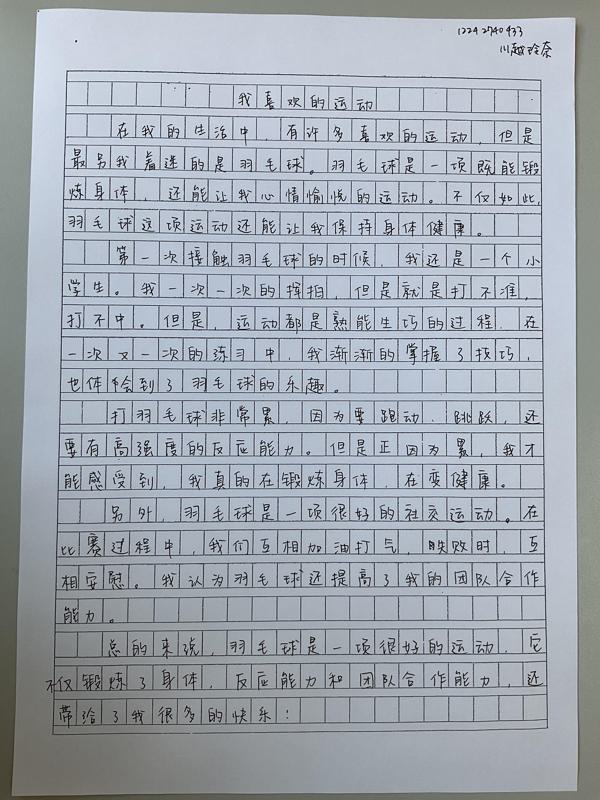 1224 2740 433
川越玲奈
我喜欢的运动
在我的生活中,有许多喜欢的运动,但是
最另我着迷的是羽毛球。羽毛球是一项既能锻
炼身体,还能让我心情愉悦的运动。不仅如此,
羽毛球这项运动还能让我保持身体健康。
第一次接触羽毛球的时候,我还是一个小
学生。我一次一次的挥拍,但是就是打不准,
打不中。但是,运动都是熟能生巧的过程,在
一次又一次的练习中,我渐渐的掌握了技巧,
也体会到了羽毛球的乐趣。
打羽毛球非常累,因为要跑动、跳跃,还
要有高强度的反应能力。但是正因为累,我才
能感受到,我真的在锻炼身体,在变健康。
另外,羽毛球是一项很好的社交运动。在
比赛过程中,我们互相加油打气,失败时,互
相安慰。我认为羽毛球还提高了我的团队合作
能力。
总的来说,羽毛球是一项很好的运动,它
不仅锻炼了身体,反应能力和团队合作能力,还
带给了我很多的快乐!